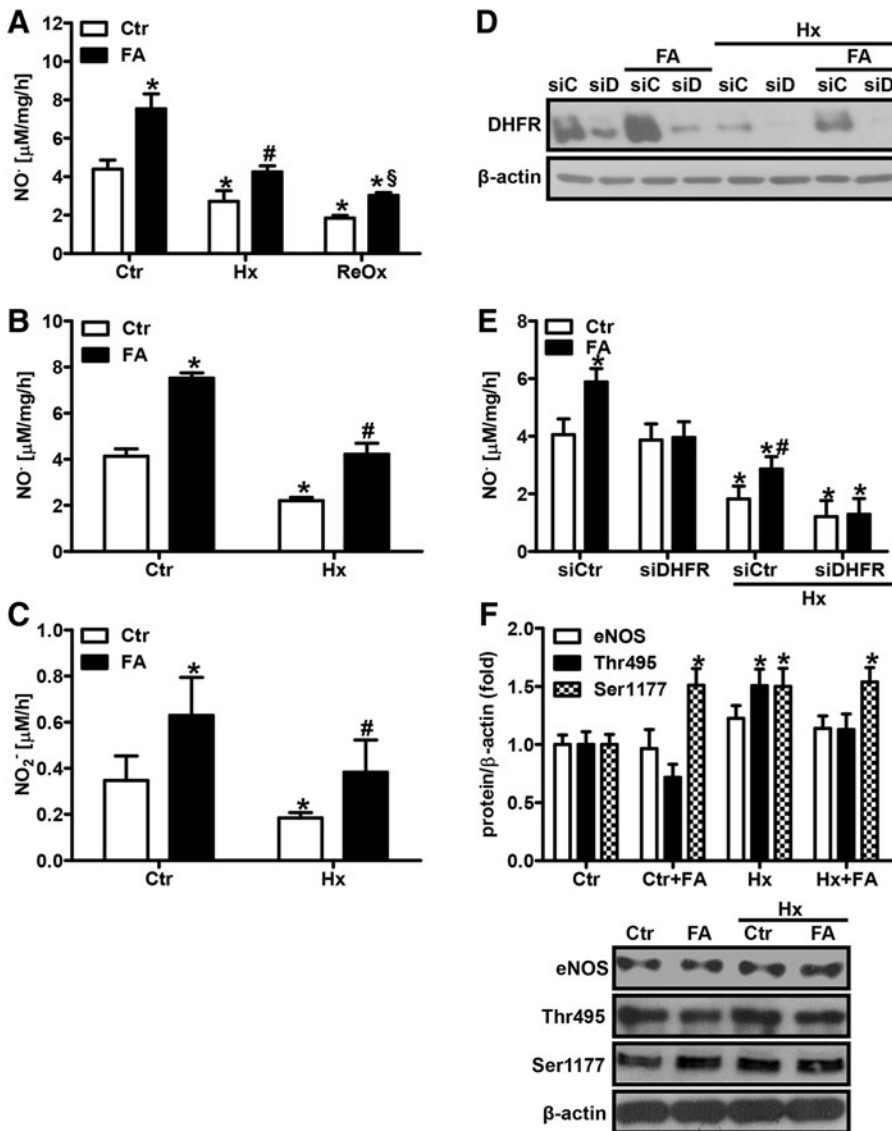 A
Ctr
FA
NO· [µM/mg/h]
12
10
8
6
4
2
0
*
*
#
*
* §
Ctr Hx ReOx
B
Ctr
FA
NO· [µM/mg/h]
10
8
6
4
2
0
*
*
#
Ctr Hx
C
Ctr
FA
NO₂⁻ [µM/h]
1.0
0.8
0.6
0.4
0.2
0.0
*
*
#
Ctr Hx
D
Hx
FA FA
siC siD siC siD siC siD siC siD
DHFR
β-actin
E
Ctr
FA
NO· [µM/mg/h]
8
6
4
2
0
*
*
*#
*
*
siCtr siDHFR siCtr siDHFR
Hx
F
eNOS
Thr495
Ser1177
protein/β-actin (fold)
2.0
1.5
1.0
0.5
0.0
*
*
*
*
Ctr Ctr+FA Hx Hx+FA
Hx
Ctr FA Ctr FA
eNOS
Thr495
Ser1177
β-actin